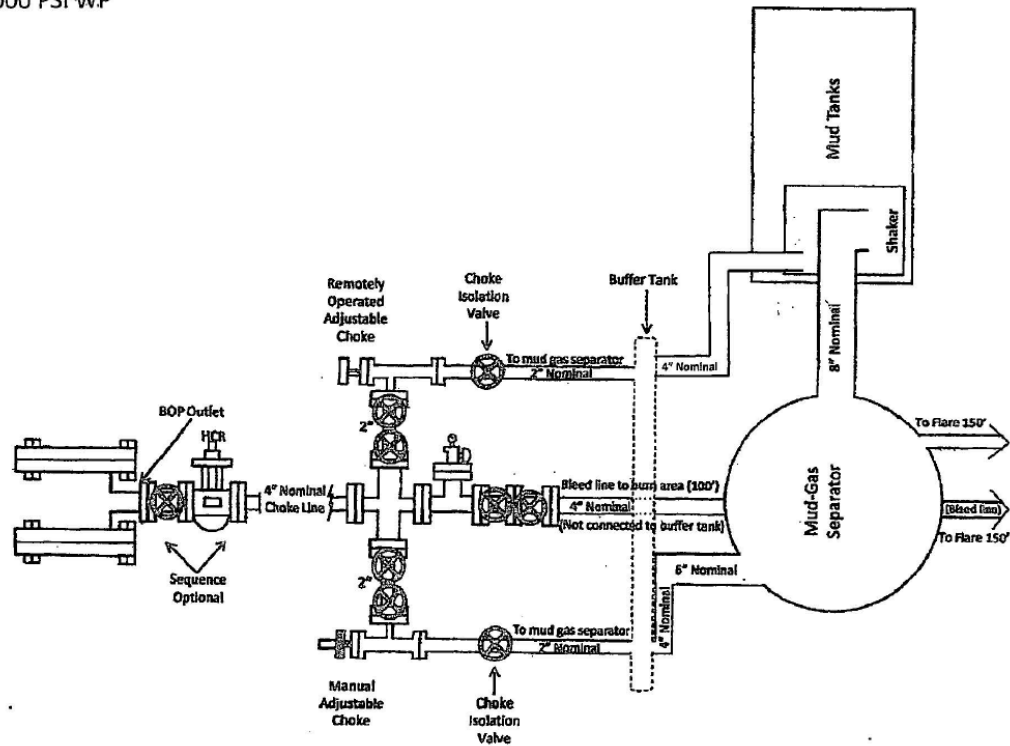 PSI WP
Mud Tanks
Shaker
8" Nominal
Remotely
Operated
Adjustable
Choke
Choke
Isolation
Valve
Buffer Tank
To mud gas separator
2" Nominal
4" Nominal
BOP Outlet
HCR
2"
4" Nominal
Choke Line
Sequence
Optional
Bleed line to burn area (100')
4" Nominal
(Not connected to buffer tank)
Mud-Gas
Separator
To Flare 150'
(Bleed line)
To Flare 150'
6" Nominal
4" Nominal
2"
To mud gas separator
2" Nominal
Manual
Adjustable
Choke
Choke
Isolation
Valve